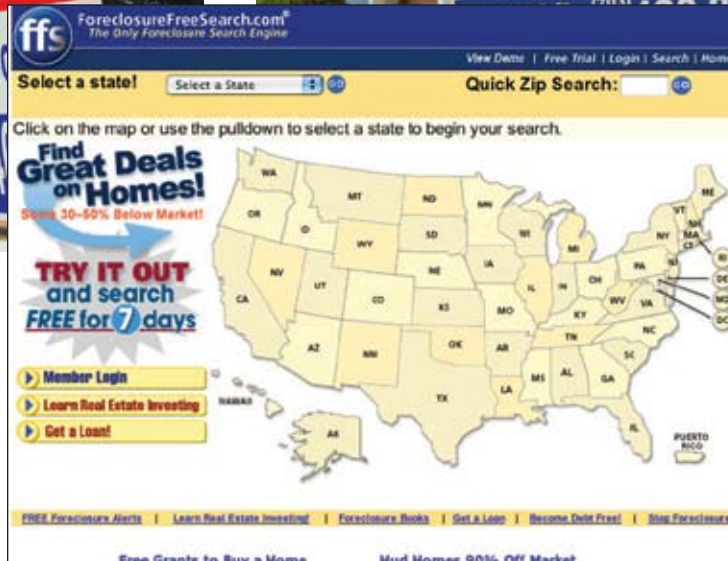 ffs
ForeclosureFreeSearch.com®
The Only Foreclosure Search Engine
View Demo | Free Trial | Login | Search | Home
Select a state! Select a State GO Quick Zip Search: GO
Click on the map or use the pulldown to select a state to begin your search.
Find
Great Deals
on Homes!
Some 30-50% Below Market!
TRY IT OUT
and search
FREE for 7 days
Member Login
Learn Real Estate Investing
Get a Loan!
WA
OR
CA
ID
NV
MT
WY
UT
AZ
CO
NM
ND
SD
NE
KS
OK
TX
MN
IA
MO
AR
LA
WI
IL
MI
IN
OH
KY
TN
MS
AL
GA
FL
SC
NC
VA
WV
PA
NY
VT
NH
ME
MA
CT
NJ
RI
DE
DC
HAWAII
AK
PUERTO
RICO
FREE Foreclosure Alerts | Learn Real Estate Investing! | Foreclosure Books | Get a Loan | Become Debt Free! | Stop Foreclosure
Free Grants to Buy a Home Hud Homes 90% Off Market